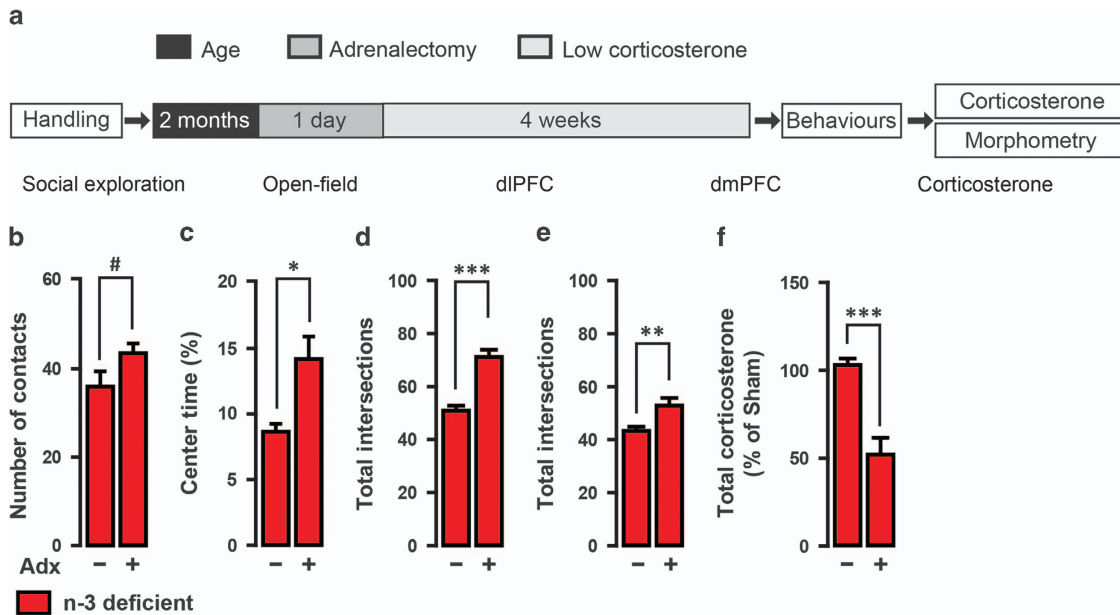 a
Age Adrenalectomy Low corticosterone
Handling 2 months 1 day 4 weeks Behaviours Corticosterone
Morphometry
Social exploration Open-field dlPFC dmPFC Corticosterone
b
Number of contacts
60
40
20
0
#
Adx − +
c
Center time (%)
20
15
10
5
0
*
− +
d
Total intersections
100
80
60
40
20
0
***
− +
e
Total intersections
100
80
60
40
20
0
**
− +
f
Total corticosterone
(% of Sham)
150
100
50
0
***
− +
n-3 deficient